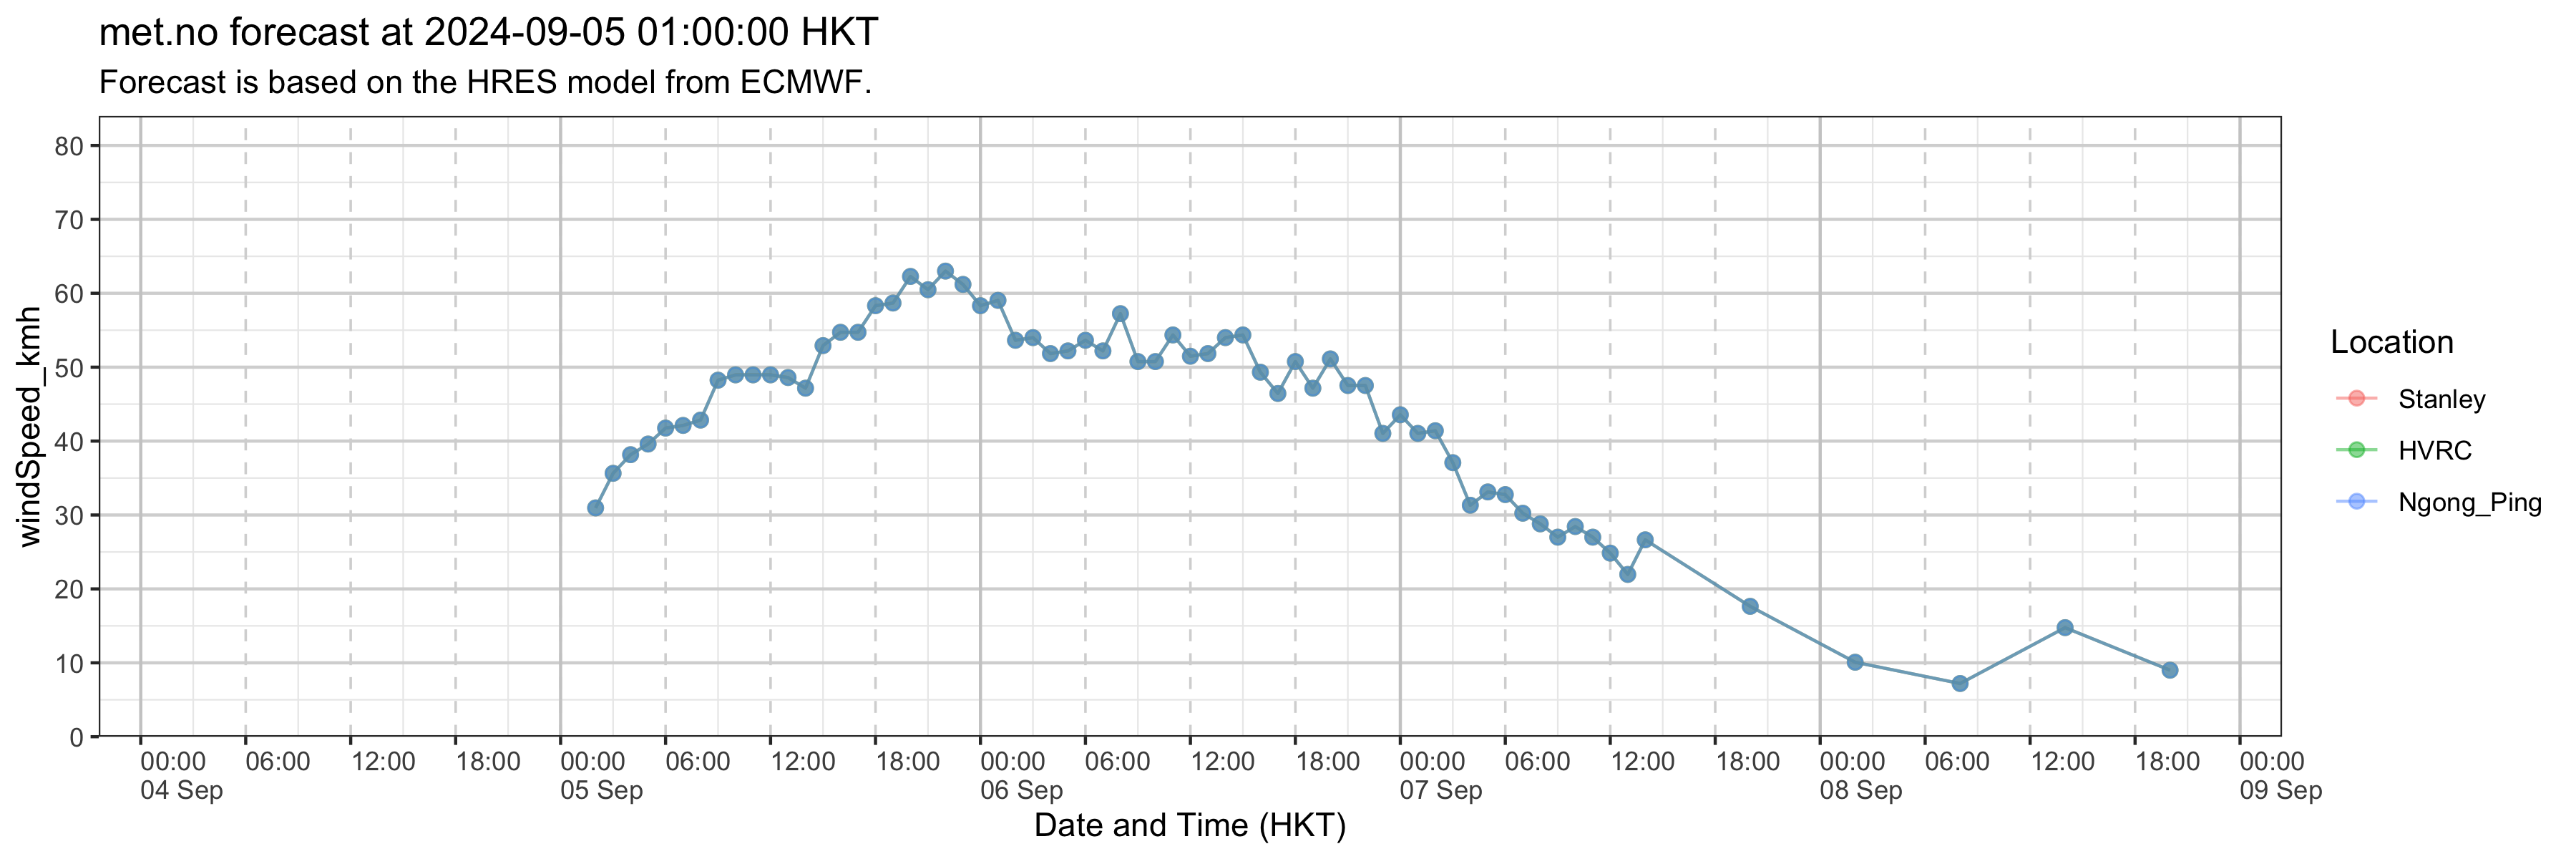 met.no forecast at 2024-09-05 01:00:00 HKT
Forecast is based on the HRES model from ECMWF.
windSpeed_kmh
80
70
60
50
40
30
20
10
0
00:00 06:00 12:00 18:00 00:00 06:00 12:00 18:00 00:00 06:00 12:00 18:00 00:00 06:00 12:00 18:00 00:00 06:00 12:00 18:00 00:00
04 Sep 05 Sep 06 Sep 07 Sep 08 Sep 09 Sep
Date and Time (HKT)
Location
Stanley
HVRC
Ngong_Ping